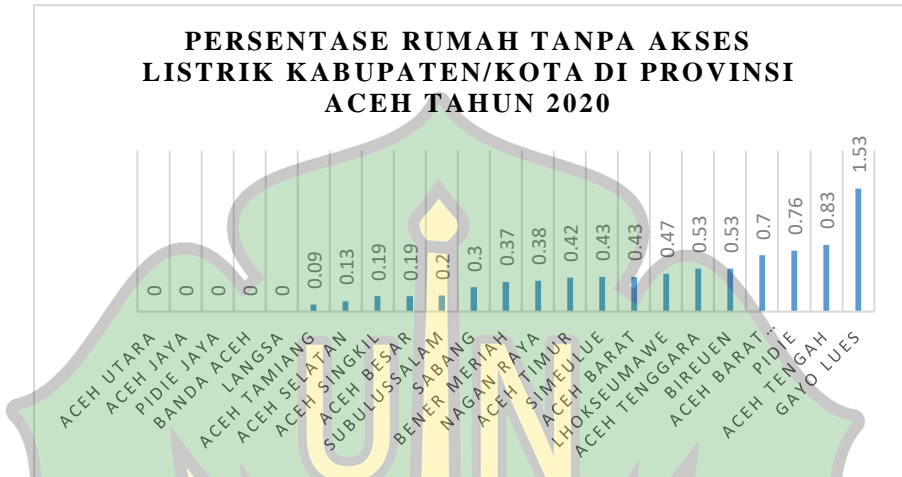 PERSENTASE RUMAH TANPA AKSES
LISTRIK KABUPATEN/KOTA DI PROVINSI
ACEH TAHUN 2020
0
0
0
0
0
0.09
0.13
0.19
0.19
0.2
0.3
0.37
0.38
0.42
0.43
0.43
0.47
0.53
0.53
0.7
0.76
0.83
1.53
ACEH UTARA
ACEH JAYA
PIDIE JAYA
BANDA ACEH
LANGSA
ACEH TAMIANG
ACEH SELATAN
ACEH SINGKIL
ACEH BESAR
SUBULUSSALAM
SABANG
BENER MERIAH
NAGAN RAYA
ACEH TIMUR
SIMEULUE
ACEH BARAT
LHOKSEUMAWE
ACEH TENGGARA
BIREUEN
ACEH BARAT…
PIDIE
ACEH TENGAH
GAYO LUES
UIN